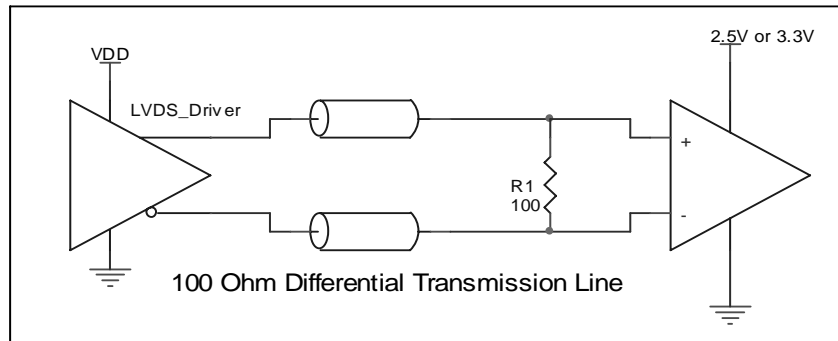 VDD
2.5V or 3.3V
LVDS_Driver
+
R1
100
-
100 Ohm Differential Transmission Line